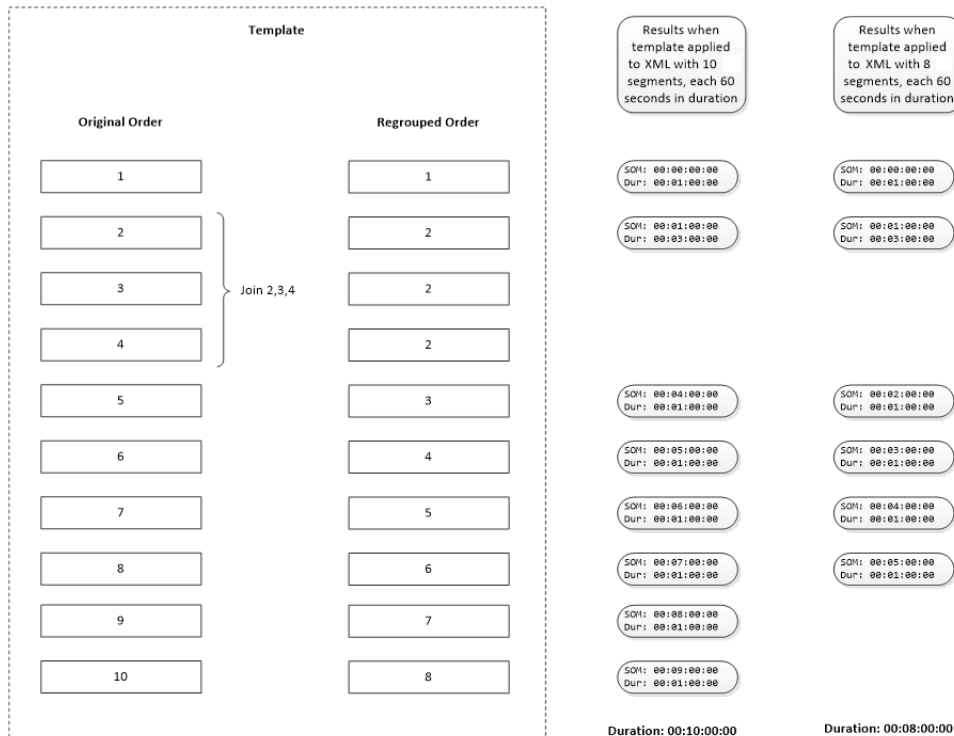 Template
Results when
template applied
to XML with 10
segments, each 60
seconds in duration
Results when
template applied
to XML with 8
segments, each 60
seconds in duration
Original Order
Regrouped Order
1
1
SOM: 00:00:00:00
Dur: 00:01:00:00
SOM: 00:00:00:00
Dur: 00:01:00:00
2
2
SOM: 00:01:00:00
Dur: 00:03:00:00
SOM: 00:01:00:00
Dur: 00:03:00:00
3
Join 2,3,4
2
4
2
5
3
SOM: 00:04:00:00
Dur: 00:01:00:00
SOM: 00:02:00:00
Dur: 00:01:00:00
6
4
SOM: 00:05:00:00
Dur: 00:01:00:00
SOM: 00:03:00:00
Dur: 00:01:00:00
7
5
SOM: 00:06:00:00
Dur: 00:01:00:00
SOM: 00:04:00:00
Dur: 00:01:00:00
8
6
SOM: 00:07:00:00
Dur: 00:01:00:00
SOM: 00:05:00:00
Dur: 00:01:00:00
9
7
SOM: 00:08:00:00
Dur: 00:01:00:00
10
8
SOM: 00:09:00:00
Dur: 00:01:00:00
Duration: 00:10:00:00
Duration: 00:08:00:00